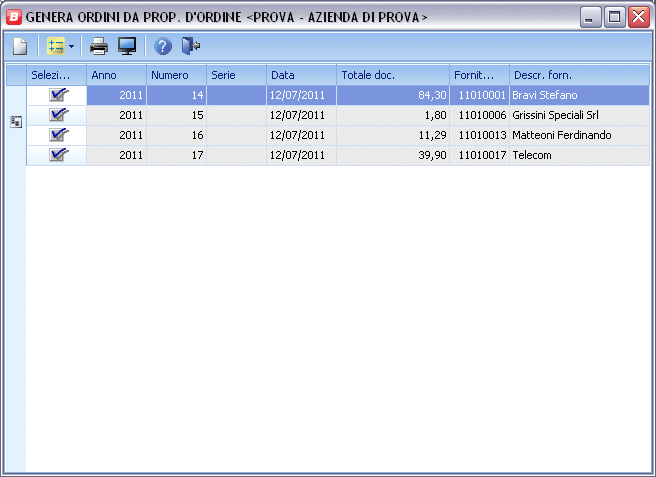 B GENERA ORDINI DA PROP. D'ORDINE <PROVA - AZIENDA DI PROVA>
?
Selezi... Anno Numero Serie Data Totale doc. Fornit... Descr. forn.
2011 14 12/07/2011 84,30 11010001 Bravi Stefano
2011 15 12/07/2011 1,80 11010006 Grissini Speciali Srl
2011 16 12/07/2011 11,29 11010013 Matteoni Ferdinando
2011 17 12/07/2011 39,90 11010017 Telecom